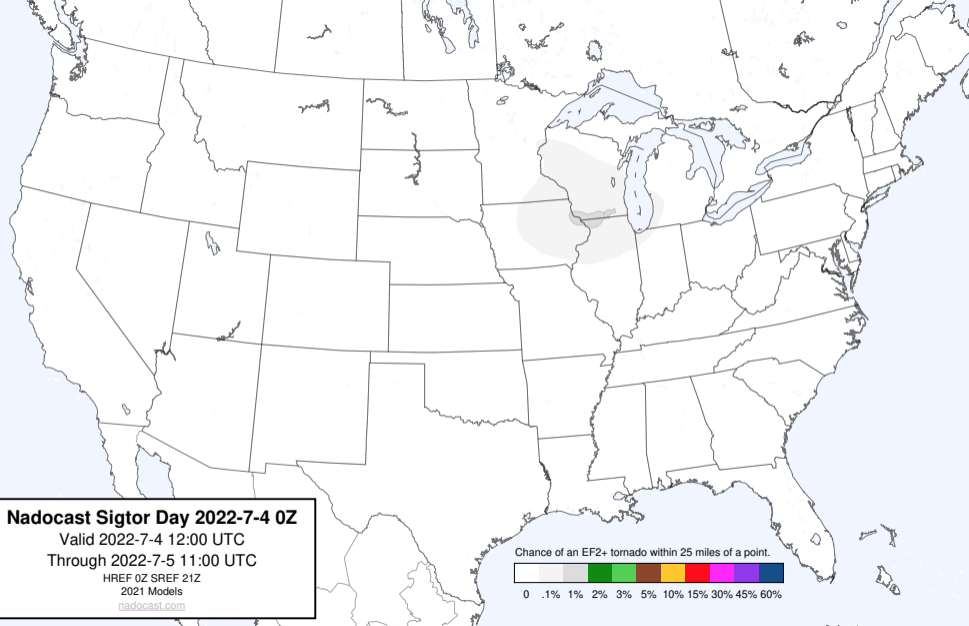 Nadocast Sigtor Day 2022-7-4 0Z
Valid 2022-7-4 12:00 UTC
Through 2022-7-5 11:00 UTC
HREF 0Z SREF 21Z
2021 Models
nadocast.com
Chance of an EF2+ tornado within 25 miles of a point.
0 .1% 1% 2% 3% 5% 10% 15% 30% 45% 60%